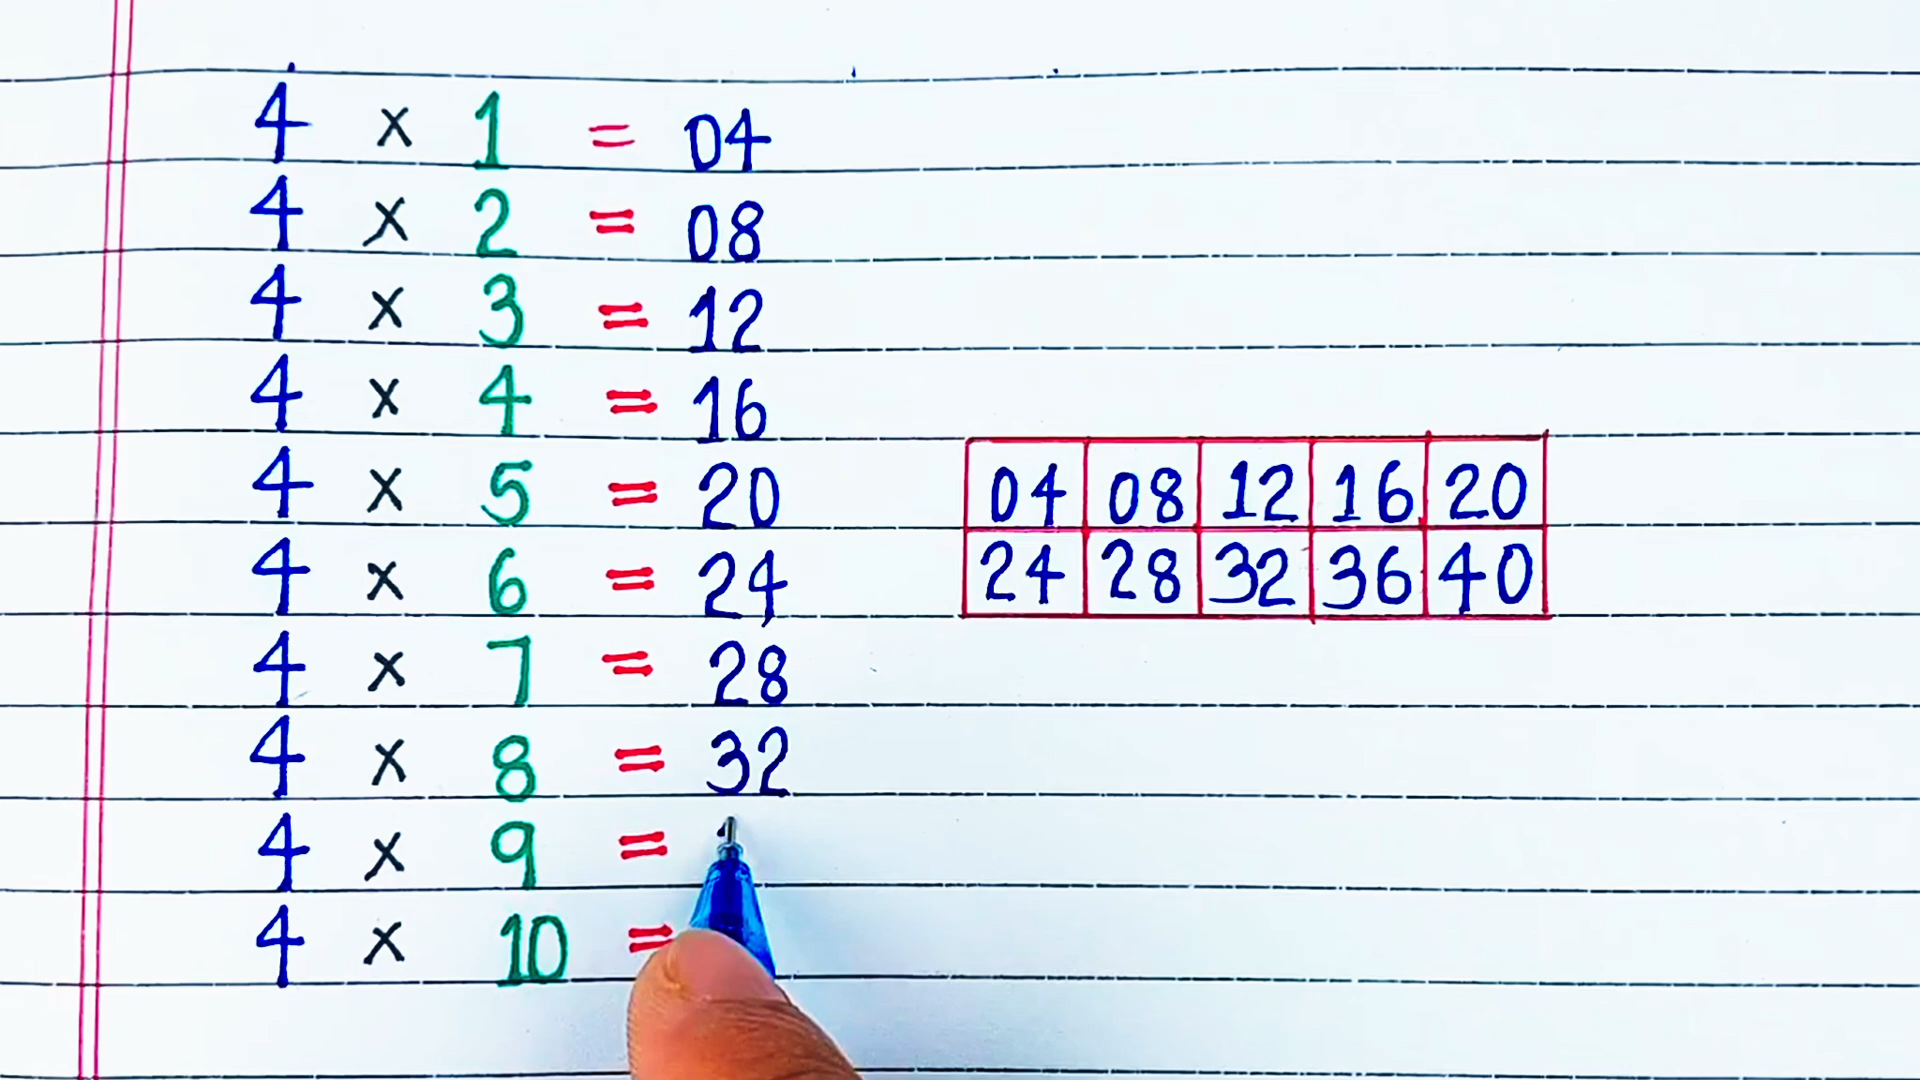 4 x 1 = 04
4 x 2 = 08
4 x 3 = 12
4 x 4 = 16
4 x 5 = 20
4 x 6 = 24
4 x 7 = 28
4 x 8 = 32
4 x 9 =
4 x 10 =
04 08 12 16 20
24 28 32 36 40